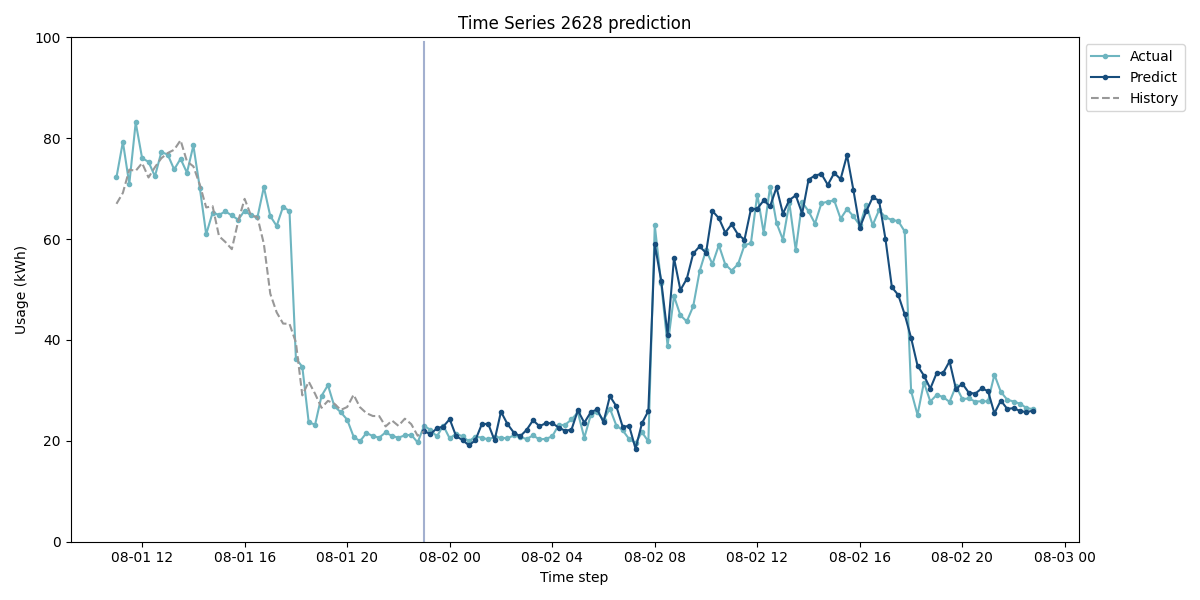 Time Series 2628 prediction
100
80
60
40
20
0
Usage (kWh)
08-01 12
08-01 16
08-01 20
08-02 00
08-02 04
08-02 08
08-02 12
08-02 16
08-02 20
08-03 00
Time step
Actual
Predict
History